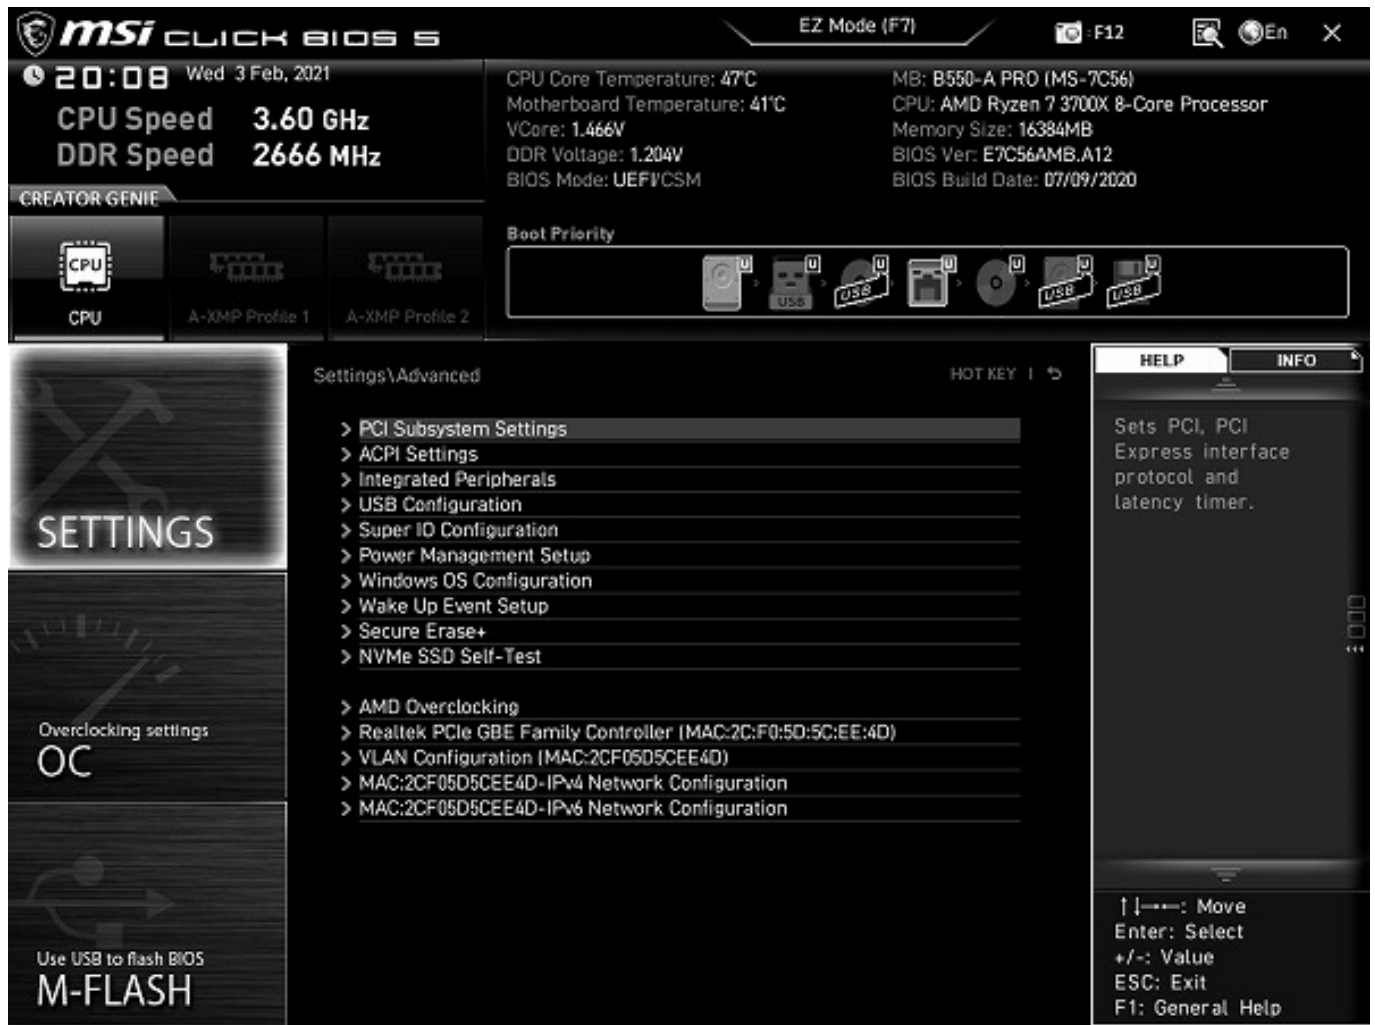 msi CLICK BIOS 5
EZ Mode (F7)
: F12
En
20:08 Wed 3 Feb, 2021
CPU Speed 3.60 GHz
DDR Speed 2666 MHz
CREATOR GENIE
CPU
CPU
A-XMP Profile 1
A-XMP Profile 2
CPU Core Temperature: 47°C
Motherboard Temperature: 41°C
VCore: 1.466V
DDR Voltage: 1.204V
BIOS Mode: UEFI/CSM
MB: B550-A PRO (MS-7C56)
CPU: AMD Ryzen 7 3700X 8-Core Processor
Memory Size: 16384MB
BIOS Ver: E7C56AMB.A12
BIOS Build Date: 07/09/2020
Boot Priority
U U U U U U U
USB USB USB USB
SETTINGS
Overclocking settings
OC
Use USB to flash BIOS
M-FLASH
Settings\Advanced
HOT KEY |
> PCI Subsystem Settings
> ACPI Settings
> Integrated Peripherals
> USB Configuration
> Super IO Configuration
> Power Management Setup
> Windows OS Configuration
> Wake Up Event Setup
> Secure Erase+
> NVMe SSD Self-Test
> AMD Overclocking
> Realtek PCIe GBE Family Controller (MAC:2C:F0:5D:5C:EE:4D)
> VLAN Configuration (MAC:2CF05D5CEE4D)
> MAC:2CF05D5CEE4D-IPv4 Network Configuration
> MAC:2CF05D5CEE4D-IPv6 Network Configuration
HELP
INFO
Sets PCI, PCI
Express interface
protocol and
latency timer.
↑↓→←: Move
Enter: Select
+/-: Value
ESC: Exit
F1: General Help